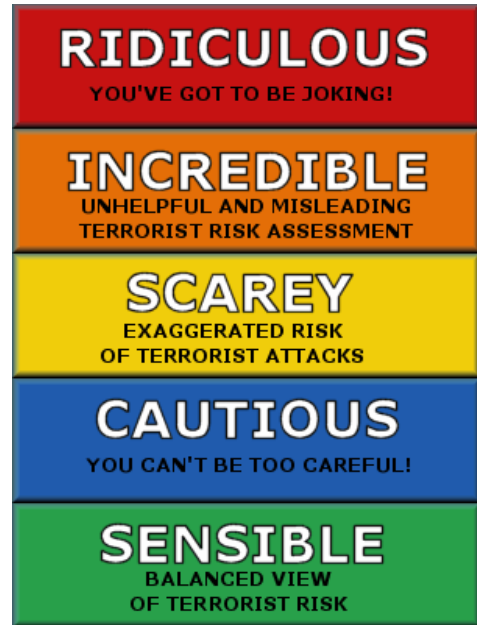 RIDICULOUS
YOU'VE GOT TO BE JOKING!
INCREDIBLE
UNHELPFUL AND MISLEADING
TERRORIST RISK ASSESSMENT
SCAREY
EXAGGERATED RISK
OF TERRORIST ATTACKS
CAUTIOUS
YOU CAN'T BE TOO CAREFUL!
SENSIBLE
BALANCED VIEW
OF TERRORIST RISK